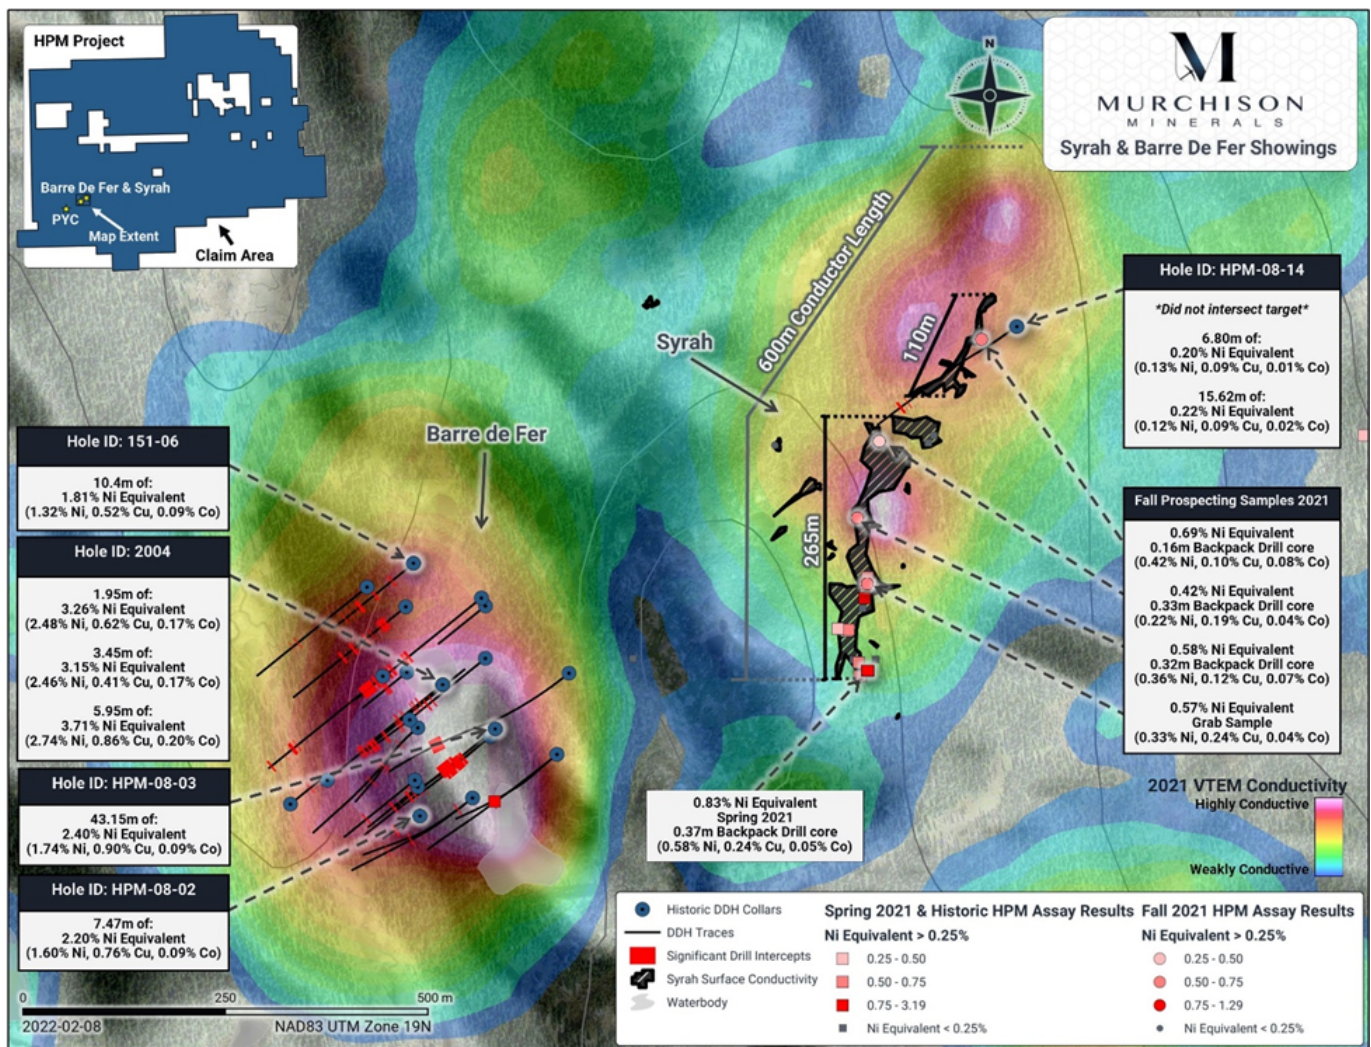 HPM Project
Barre De Fer & Syrah
PYC
Map Extent
Claim Area
N
M
MURCHISON
MINERALS
Syrah & Barre De Fer Showings
600m Conductor Length
110m
265m
Syrah
Barre de Fer
Hole ID: 151-06
10.4m of:
1.81% Ni Equivalent
(1.32% Ni, 0.52% Cu, 0.09% Co)
Hole ID: 2004
1.95m of:
3.26% Ni Equivalent
(2.48% Ni, 0.62% Cu, 0.17% Co)
3.45m of:
3.15% Ni Equivalent
(2.46% Ni, 0.41% Cu, 0.17% Co)
5.95m of:
3.71% Ni Equivalent
(2.74% Ni, 0.86% Cu, 0.20% Co)
Hole ID: HPM-08-03
43.15m of:
2.40% Ni Equivalent
(1.74% Ni, 0.90% Cu, 0.09% Co)
Hole ID: HPM-08-02
7.47m of:
2.20% Ni Equivalent
(1.60% Ni, 0.76% Cu, 0.09% Co)
Hole ID: HPM-08-14
*Did not intersect target*
6.80m of:
0.20% Ni Equivalent
(0.13% Ni, 0.09% Cu, 0.01% Co)
15.62m of:
0.22% Ni Equivalent
(0.12% Ni, 0.09% Cu, 0.02% Co)
Fall Prospecting Samples 2021
0.69% Ni Equivalent
0.16m Backpack Drill core
(0.42% Ni, 0.10% Cu, 0.08% Co)
0.42% Ni Equivalent
0.33m Backpack Drill core
(0.22% Ni, 0.19% Cu, 0.04% Co)
0.58% Ni Equivalent
0.32m Backpack Drill core
(0.36% Ni, 0.12% Cu, 0.07% Co)
0.57% Ni Equivalent
Grab Sample
(0.33% Ni, 0.24% Cu, 0.04% Co)
0.83% Ni Equivalent
Spring 2021
0.37m Backpack Drill core
(0.58% Ni, 0.24% Cu, 0.05% Co)
2021 VTEM Conductivity
Highly Conductive
Weakly Conductive
Historic DDH Collars
DDH Traces
Significant Drill Intercepts
Syrah Surface Conductivity
Waterbody
Spring 2021 & Historic HPM Assay Results
Ni Equivalent > 0.25%
0.25 - 0.50
0.50 - 0.75
0.75 - 3.19
Ni Equivalent < 0.25%
Fall 2021 HPM Assay Results
Ni Equivalent > 0.25%
0.25 - 0.50
0.50 - 0.75
0.75 - 1.29
Ni Equivalent < 0.25%
0 250 500 m
2022-02-08 NAD83 UTM Zone 19N